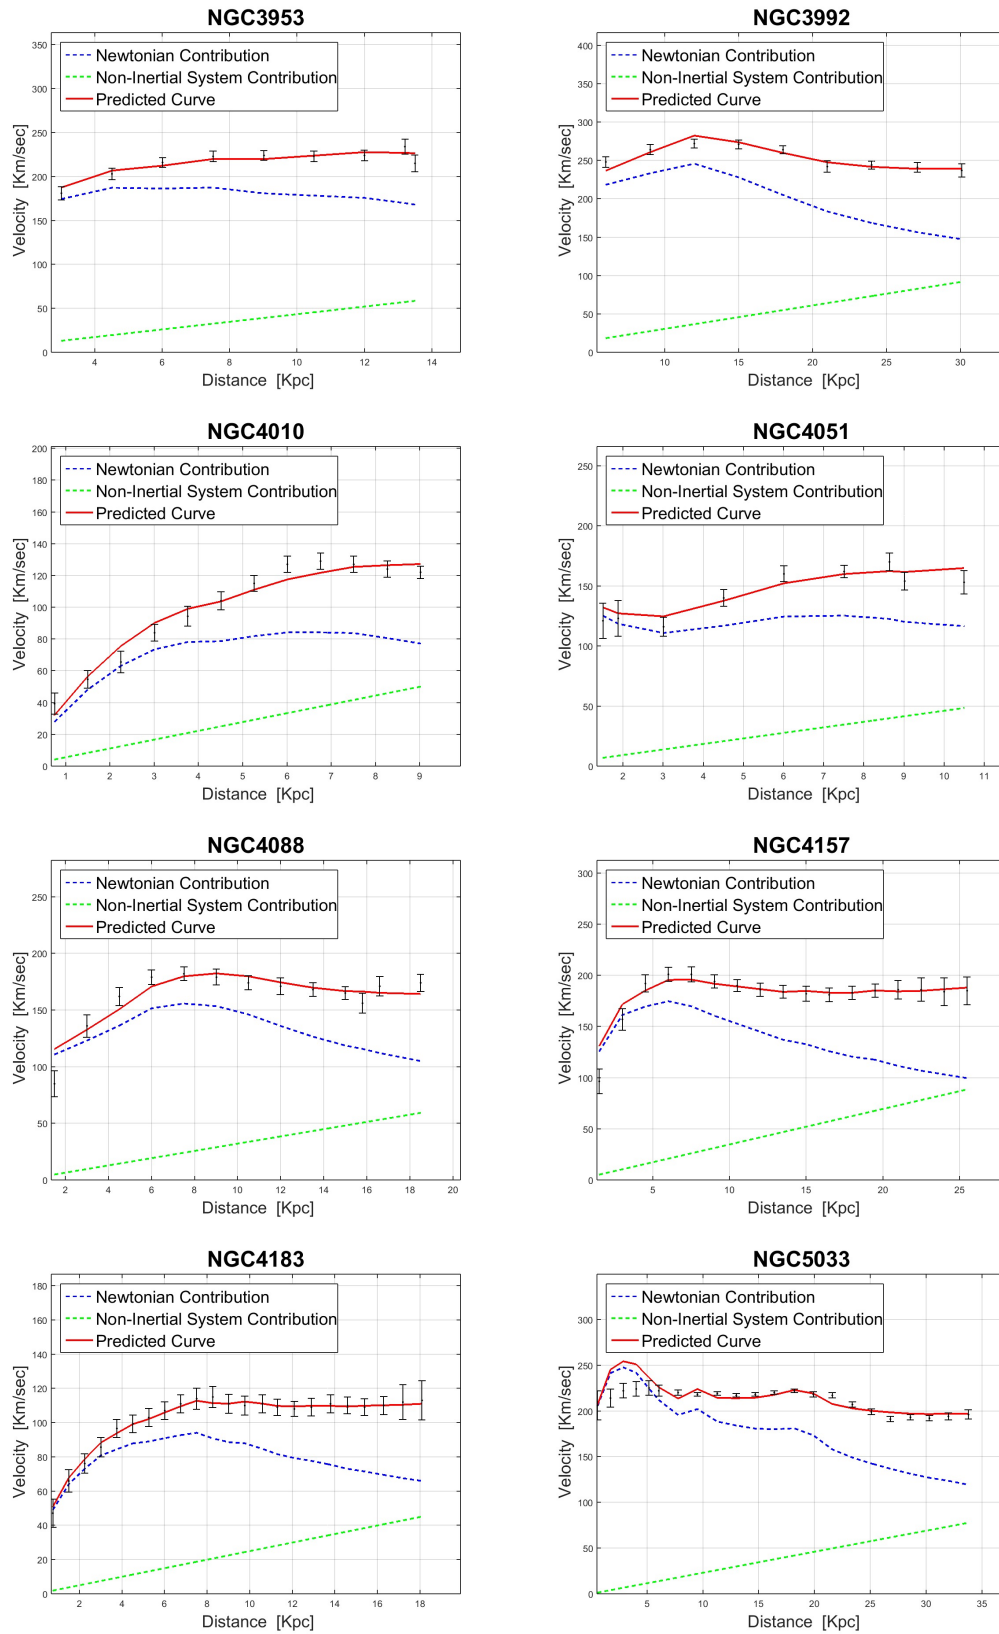 NGC3953
350
300
250
200
150
100
50
0
Velocity [Km/sec]
Newtonian Contribution
Non-Inertial System Contribution
Predicted Curve
4 6 8 10 12 14
Distance [Kpc]
NGC3992
400
350
300
250
200
150
100
50
0
Velocity [Km/sec]
Newtonian Contribution
Non-Inertial System Contribution
Predicted Curve
10 15 20 25 30
Distance [Kpc]
NGC4010
200
180
160
140
120
100
80
60
40
20
0
Velocity [Km/sec]
Newtonian Contribution
Non-Inertial System Contribution
Predicted Curve
1 2 3 4 5 6 7 8 9
Distance [Kpc]
NGC4051
250
200
150
100
50
0
Velocity [Km/sec]
Newtonian Contribution
Non-Inertial System Contribution
Predicted Curve
2 3 4 5 6 7 8 9 10 11
Distance [Kpc]
NGC4088
250
200
150
100
50
0
Velocity [Km/sec]
Newtonian Contribution
Non-Inertial System Contribution
Predicted Curve
2 4 6 8 10 12 14 16 18 20
Distance [Kpc]
NGC4157
300
250
200
150
100
50
0
Velocity [Km/sec]
Newtonian Contribution
Non-Inertial System Contribution
Predicted Curve
5 10 15 20 25
Distance [Kpc]
NGC4183
180
160
140
120
100
80
60
40
20
0
Velocity [Km/sec]
Newtonian Contribution
Non-Inertial System Contribution
Predicted Curve
2 4 6 8 10 12 14 16 18
Distance [Kpc]
NGC5033
300
250
200
150
100
50
0
Velocity [Km/sec]
Newtonian Contribution
Non-Inertial System Contribution
Predicted Curve
5 10 15 20 25 30 35
Distance [Kpc]